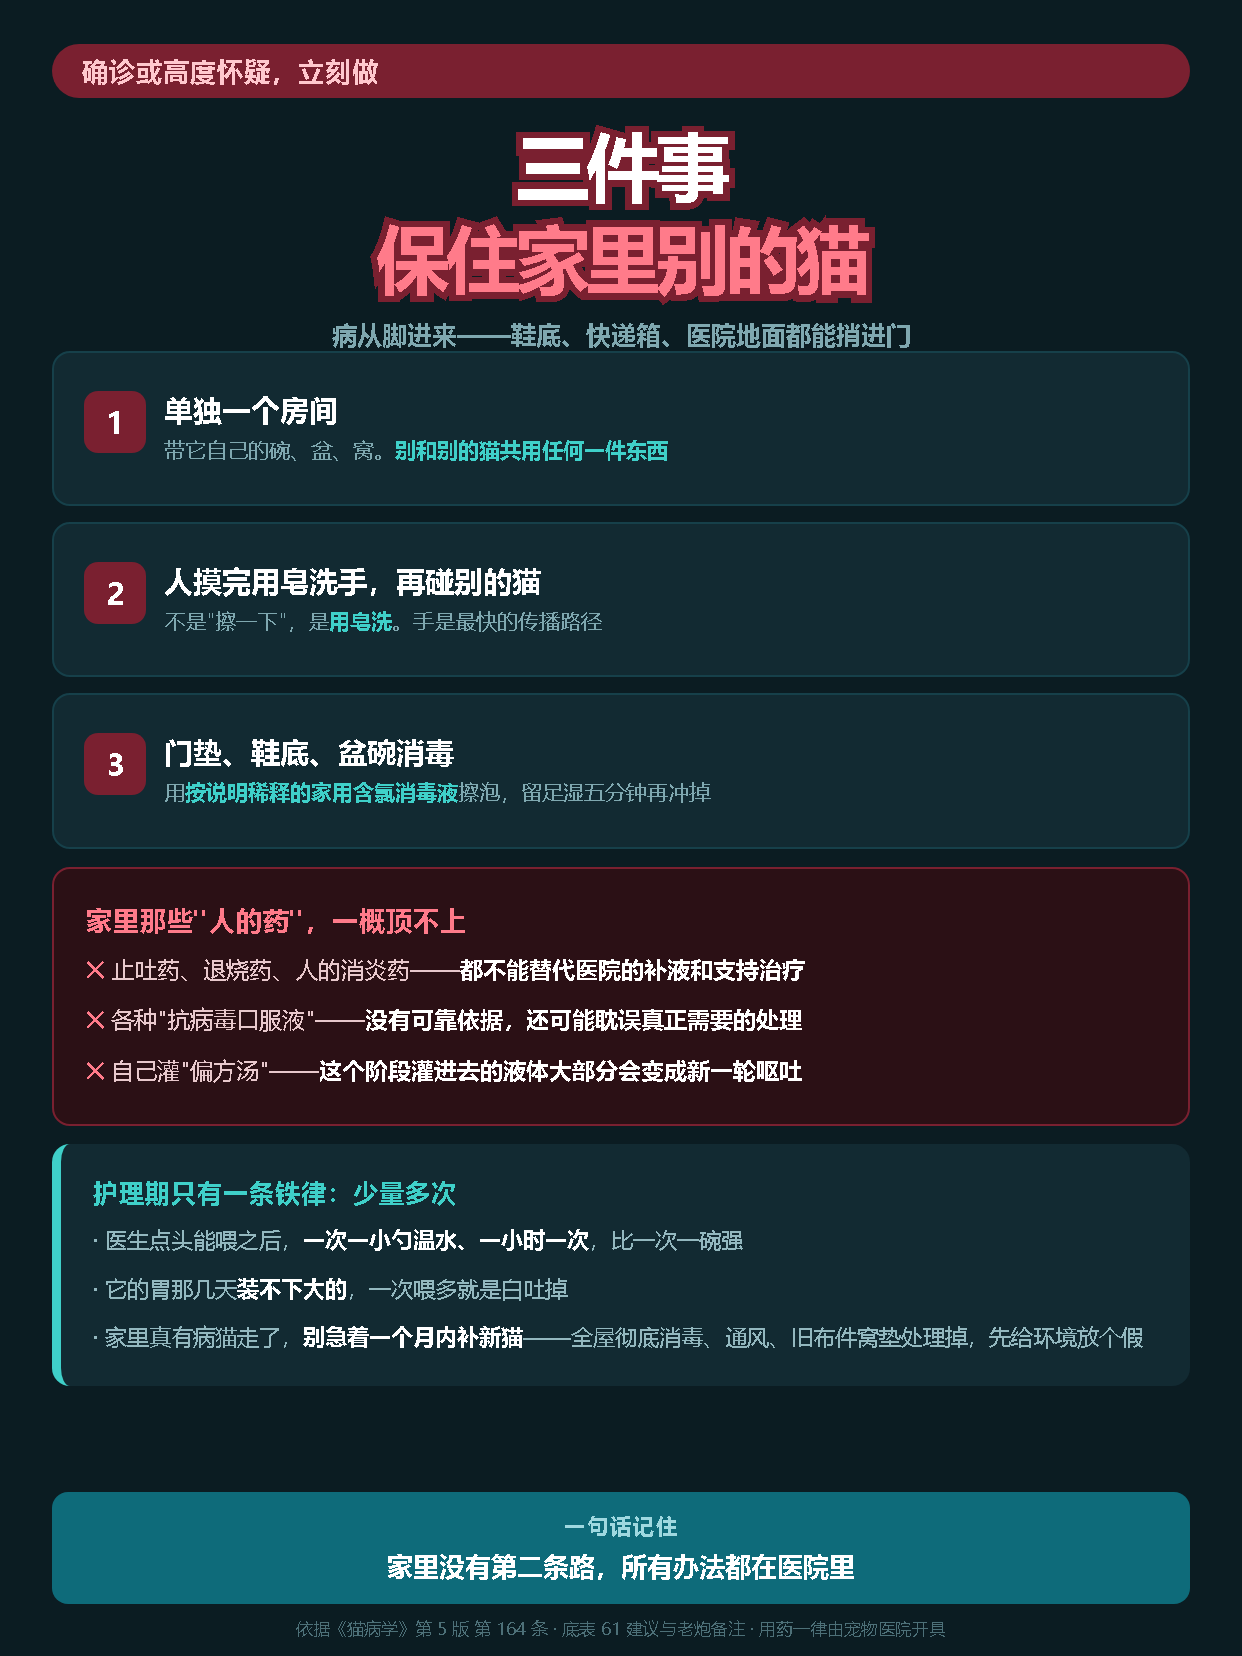 确诊或高度怀疑，立刻做
三件事
保住家里别的猫
病从脚进来——鞋底、快递箱、医院地面都能捎进门
1
单独一个房间
带它自己的碗、盆、窝。别和别的猫共用任何一件东西
2
人摸完用皂洗手，再碰别的猫
不是"擦一下"，是用皂洗。手是最快的传播路径
3
门垫、鞋底、盆碗消毒
用按说明稀释的家用含氯消毒液擦泡，留足湿五分钟再冲掉
家里那些"人的药"，一概顶不上
× 止吐药、退烧药、人的消炎药——都不能替代医院的补液和支持治疗
× 各种"抗病毒口服液"——没有可靠依据，还可能耽误真正需要的处理
× 自己灌"偏方汤"——这个阶段灌进去的液体大部分会变成新一轮呕吐
护理期只有一条铁律：少量多次
· 医生点头能喂之后，一次一小勺温水、一小时一次，比一次一碗强
· 它的胃那几天装不下大的，一次喂多就是白吐掉
· 家里真有病猫走了，别急着一个月内补新猫——全屋彻底消毒、通风、旧布件窝垫处理掉，先给环境放个假
一句话记住
家里没有第二条路，所有办法都在医院里
依据《猫病学》第 5 版 第 164 条 · 底表 61 建议与老炮备注 · 用药一律由宠物医院开具